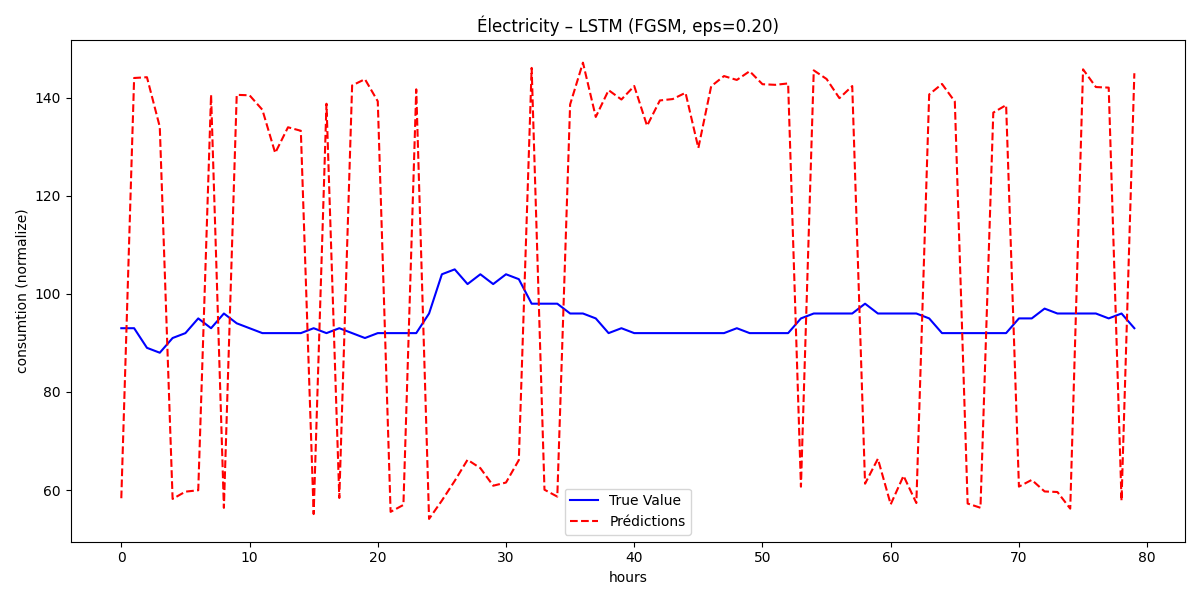 Électricity – LSTM (FGSM, eps=0.20)
consumtion (normalize)
140
120
100
80
60
True Value
Prédictions
0 10 20 30 40 50 60 70 80
hours